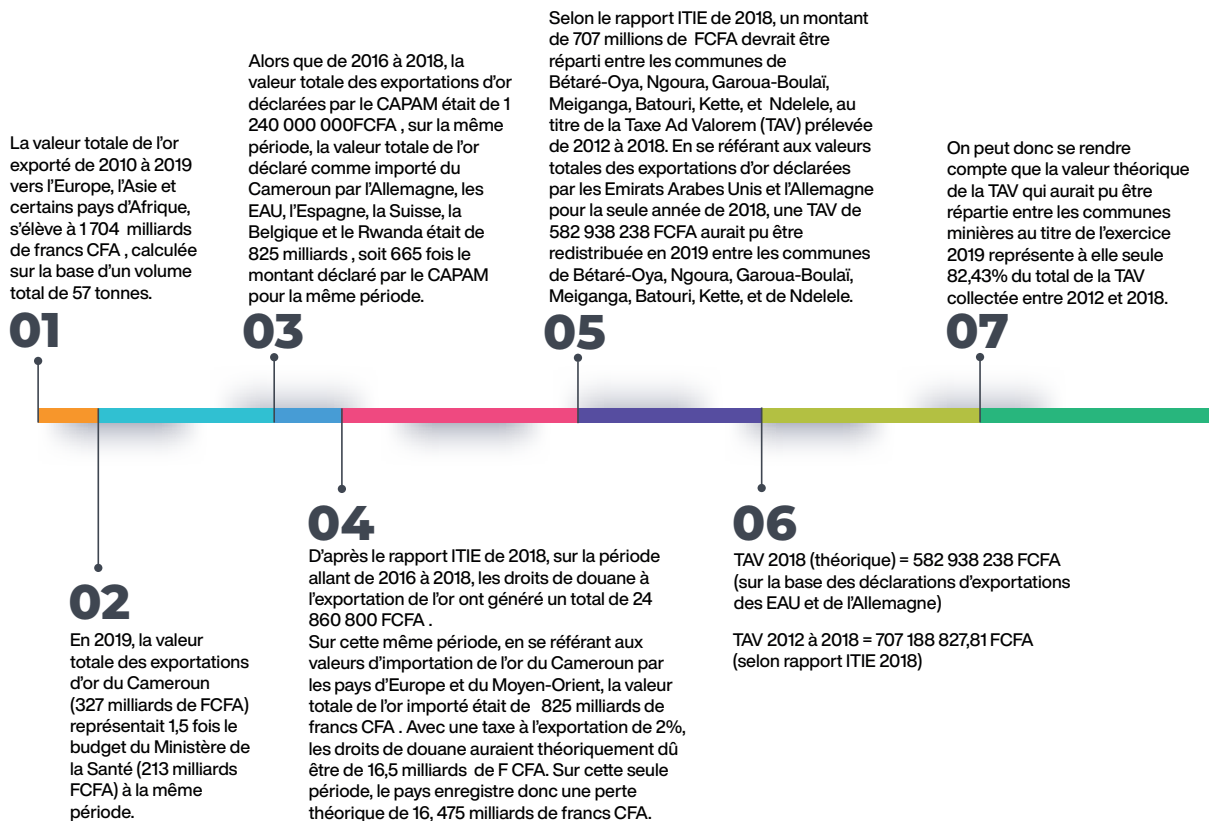 La valeur totale de l'or
exporté de 2010 à 2019
vers l'Europe, l'Asie et
certains pays d'Afrique,
s'élève à 1 704 milliards
de francs CFA , calculée
sur la base d'un volume
total de 57 tonnes.
01
02
En 2019, la valeur
totale des exportations
d'or du Cameroun
(327 milliards de FCFA)
représentait 1,5 fois le
budget du Ministère de
la Santé (213 milliards
FCFA) à la même
période.
Alors que de 2016 à 2018, la
valeur totale des exportations d'or
déclarées par le CAPAM était de 1
240 000 000FCFA , sur la même
période, la valeur totale de l'or
déclaré comme importé du
Cameroun par l'Allemagne, les
EAU, l'Espagne, la Suisse, la
Belgique et le Rwanda était de
825 milliards , soit 665 fois le
montant déclaré par le CAPAM
pour la même période.
03
04
D'après le rapport ITIE de 2018, sur la période
allant de 2016 à 2018, les droits de douane à
l'exportation de l'or ont généré un total de 24
860 800 FCFA .
Sur cette même période, en se référant aux
valeurs d'importation de l'or du Cameroun par
les pays d'Europe et du Moyen-Orient, la valeur
totale de l'or importé était de 825 milliards de
francs CFA . Avec une taxe à l'exportation de 2%,
les droits de douane auraient théoriquement dû
être de 16,5 milliards de F CFA. Sur cette seule
période, le pays enregistre donc une perte
théorique de 16, 475 milliards de francs CFA.
Selon le rapport ITIE de 2018, un montant
de 707 millions de FCFA devrait être
réparti entre les communes de
Bétaré-Oya, Ngoura, Garoua-Boulaï,
Meiganga, Batouri, Kette, et Ndelele, au
titre de la Taxe Ad Valorem (TAV) prélevée
de 2012 à 2018. En se référant aux valeurs
totales des exportations d'or déclarées
par les Emirats Arabes Unis et l'Allemagne
pour la seule année de 2018, une TAV de
582 938 238 FCFA aurait pu être
redistribuée en 2019 entre les communes
de Bétaré-Oya, Ngoura, Garoua-Boulaï,
Meiganga, Batouri, Kette, et de Ndelele.
05
06
TAV 2018 (théorique) = 582 938 238 FCFA
(sur la base des déclarations d'exportations
des EAU et de l'Allemagne)
TAV 2012 à 2018 = 707 188 827,81 FCFA
(selon rapport ITIE 2018)
On peut donc se rendre
compte que la valeur théorique
de la TAV qui aurait pu être
répartie entre les communes
minières au titre de l'exercice
2019 représente à elle seule
82,43% du total de la TAV
collectée entre 2012 et 2018.
07